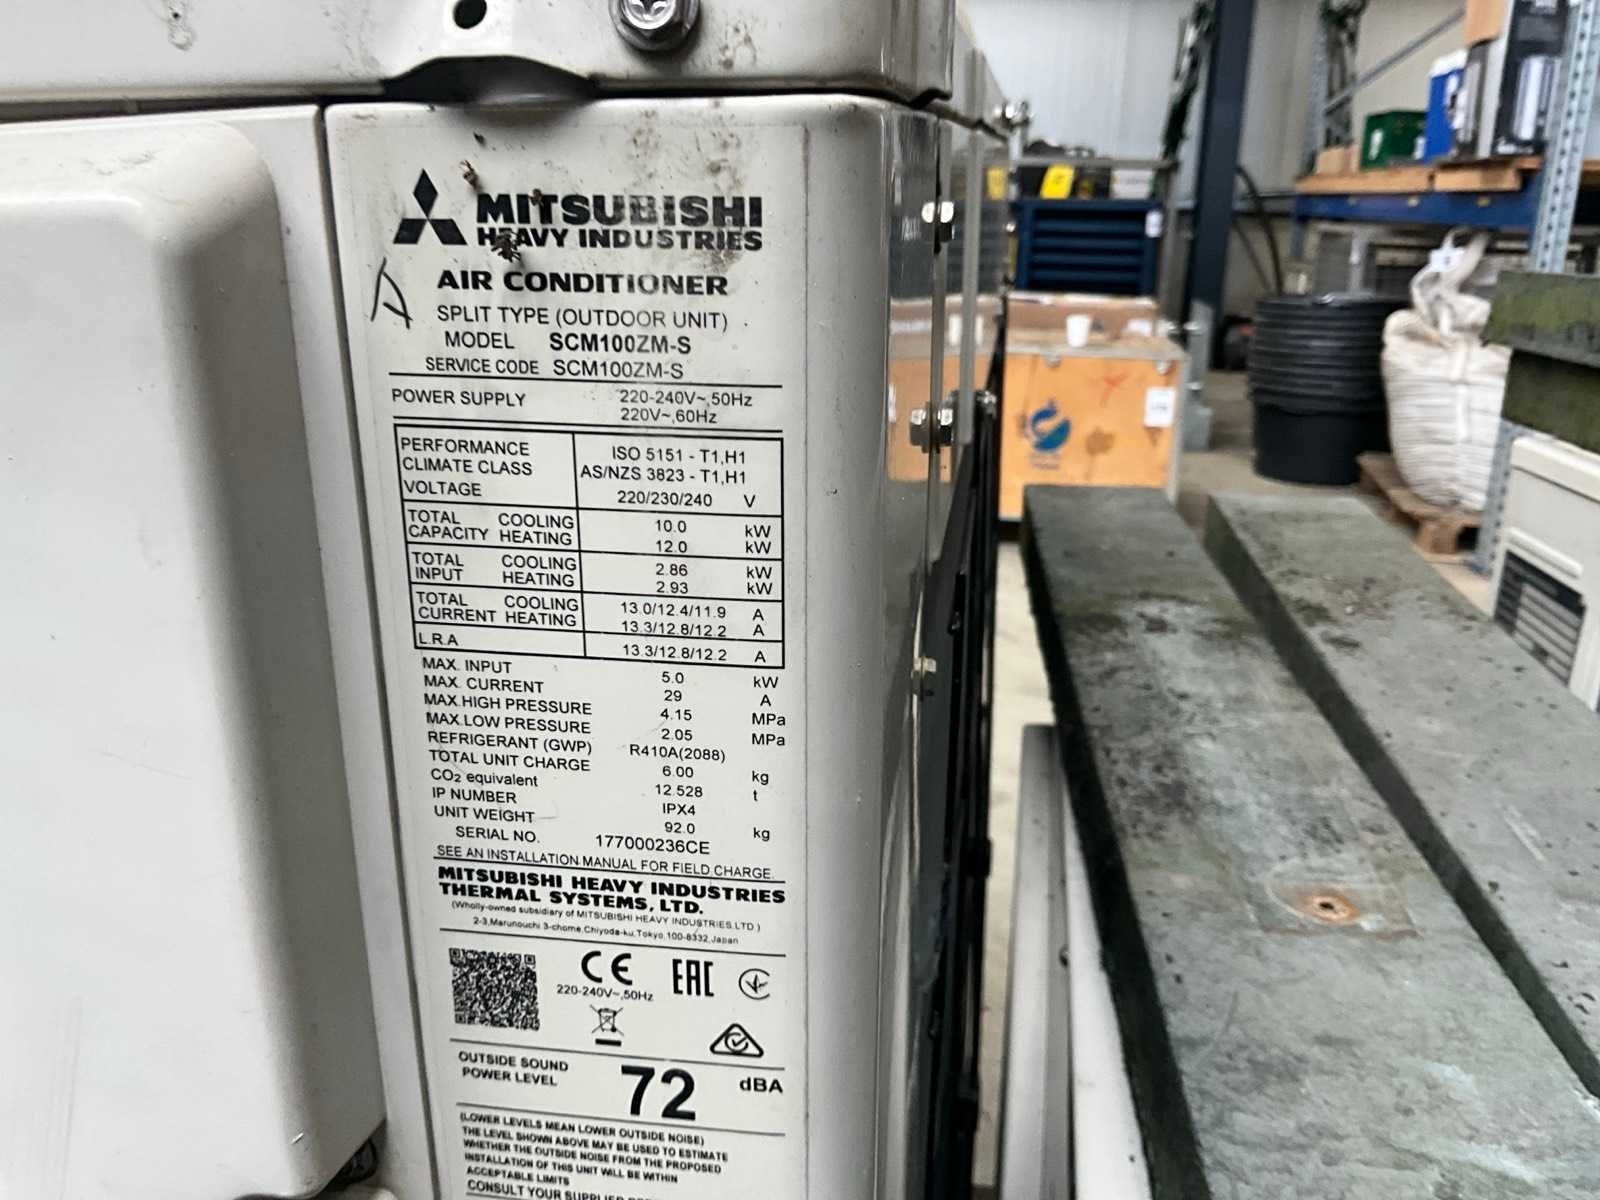 MITSUBISHI
HEAVY INDUSTRIES
A
AIR CONDITIONER
SPLIT TYPE (OUTDOOR UNIT)
MODEL SCM100ZM-S
SERVICE CODE SCM100ZM-S
POWER SUPPLY 220-240V~,50Hz
220V~,60Hz
PERFORMANCE ISO 5151 - T1,H1
CLIMATE CLASS AS/NZS 3823 - T1,H1
VOLTAGE 220/230/240 V
TOTAL COOLING 10.0 kW
CAPACITY HEATING 12.0 kW
TOTAL COOLING 2.86 kW
INPUT HEATING 2.93 kW
TOTAL COOLING 13.0/12.4/11.9 A
CURRENT HEATING 13.3/12.8/12.2 A
L.R.A 13.3/12.8/12.2 A
MAX. INPUT 5.0 kW
MAX. CURRENT 29 A
MAX.HIGH PRESSURE 4.15 MPa
MAX.LOW PRESSURE 2.05 MPa
REFRIGERANT (GWP) R410A(2088)
TOTAL UNIT CHARGE 6.00 kg
CO2 equivalent 12.528 t
IP NUMBER IPX4
UNIT WEIGHT 92.0 kg
SERIAL NO. 177000236CE
SEE AN INSTALLATION MANUAL FOR FIELD CHARGE.
MITSUBISHI HEAVY INDUSTRIES
THERMAL SYSTEMS, LTD.
(Wholly-owned subsidiary of MITSUBISHI HEAVY INDUSTRIES,LTD.)
2-3,Marunouchi 3-chome,Chiyoda-ku,Tokyo,100-8332,Japan
CE EAC
220-240V~,50Hz
OUTSIDE SOUND
POWER LEVEL 72 dBA
(LOWER LEVELS MEAN LOWER OUTSIDE NOISE)
THE LEVEL SHOWN ABOVE MAY BE USED TO ESTIMATE
WHETHER THE OUTSIDE NOISE FROM THE PROPOSED
INSTALLATION OF THIS UNIT WILL BE WITHIN
ACCEPTABLE LIMITS
CONSULT YOUR SUPPLIER